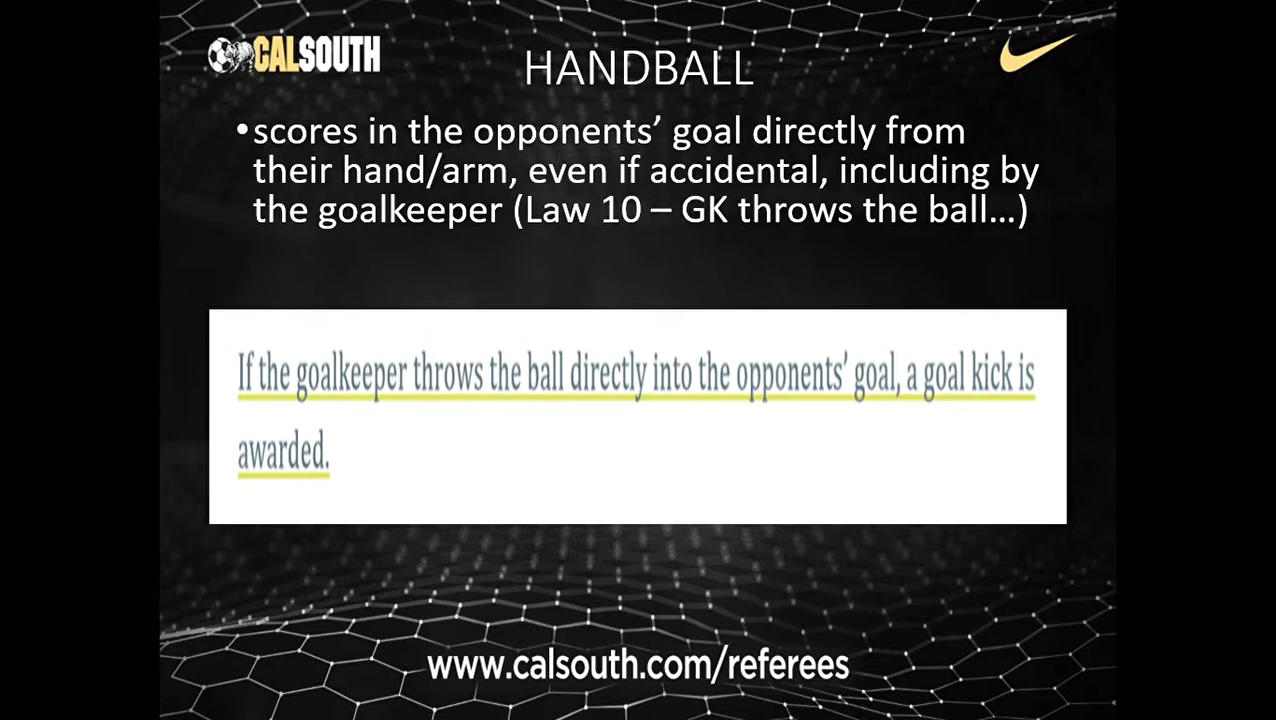 CALSOUTH
HANDBALL
•scores in the opponents’ goal directly from
their hand/arm, even if accidental, including by
the goalkeeper (Law 10 – GK throws the ball...)
If the goalkeeper throws the ball directly into the opponents’ goal, a goal kick is
awarded.
www.calsouth.com/referees